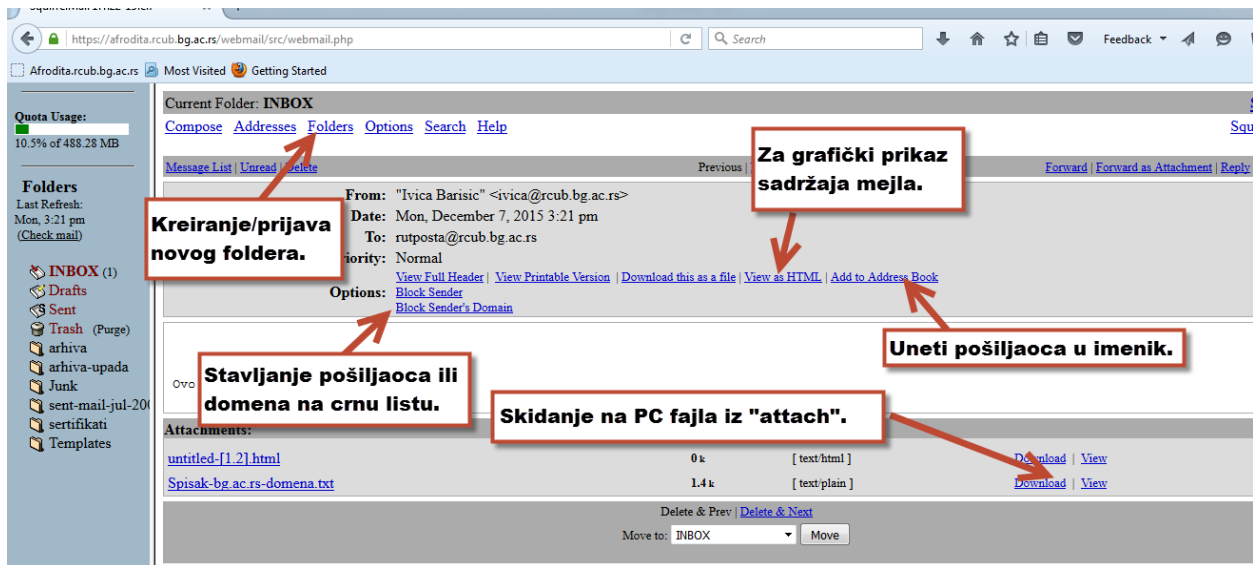 https://afrodita.rcub.bg.ac.rs/webmail/src/webmail.php
Search
Feedback
Afrodita.rcub.bg.ac.rs Most Visited Getting Started
Quota Usage:
10.5% of 488.28 MB
Folders
Last Refresh:
Mon, 3:21 pm
(Check mail)
INBOX (1)
Drafts
Sent
Trash (Purge)
arhiva
arhiva-upada
Junk
sent-mail-jul-200
sertifikati
Templates
Current Folder: INBOX
Compose Addresses Folders Options Search Help
Message List | Unread | Delete Previous | Forward | Forward as Attachment | Reply
From: "Ivica Barisic" <ivica@rcub.bg.ac.rs>
Date: Mon, December 7, 2015 3:21 pm
To: rutposta@rcub.bg.ac.rs
Normal
View Full Header | View Printable Version | Download this as a file | View as HTML | Add to Address Book
Options: Block Sender
Block Sender's Domain
Kreiranje/prijava
novog foldera.
Za grafički prikaz
sadržaja mejla.
Uneti pošiljaoca u imenik.
Stavljanje pošiljaoca ili
domena na crnu listu.
Skidanje na PC fajla iz "attach".
Ovo
Attachments:
untitled-[1.2].html 0 k [ text/html ] Download | View
Spisak-bg.ac.rs-domena.txt 1.4 k [ text/plain ] Download | View
Delete & Prev | Delete & Next
Move to: INBOX Move